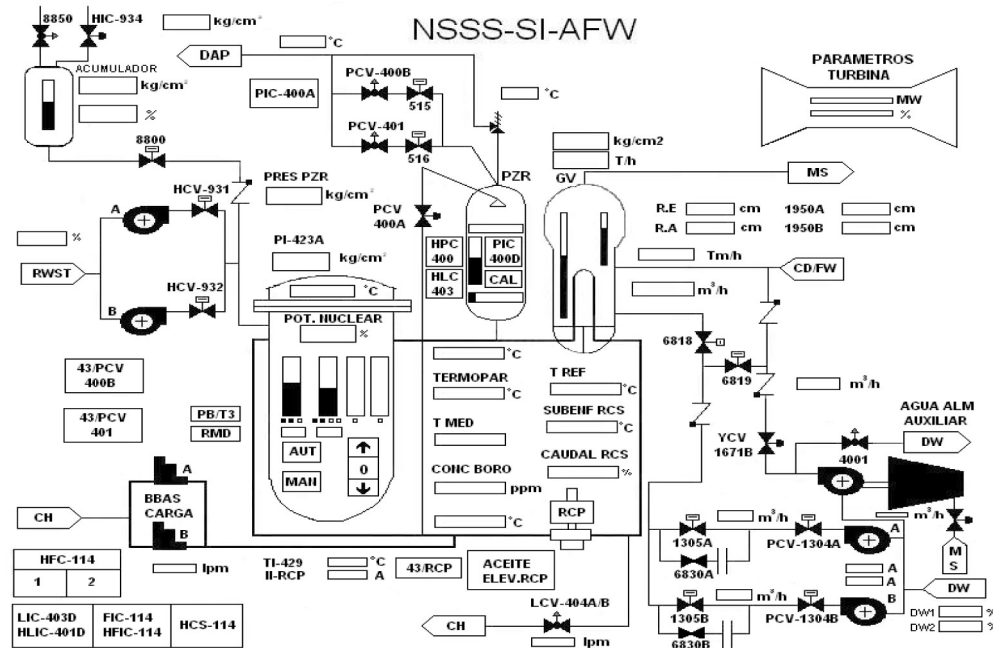 NSSS-SI-AFW
8850
HIC-934
kg/cm²
DAP
°C
PCV-400B
PIC-400A
515
°C
PARAMETROS
TURBINA
MW
%
ACUMULADOR
kg/cm²
%
PCV-401
516
8800
kg/cm2
T/h
PRES PZR
kg/cm²
PZR
GV
MS
HCV-931
A
PCV
400A
R.E
cm
1950A
cm
R.A
cm
1950B
cm
%
RWST
PI-423A
kg/cm²
HPC
400
PIC
400D
HLC
403
CAL
Tm/h
CD/FW
m³/h
HCV-932
B
°C
POT. NUCLEAR
%
6818
6819
°C
T REF
°C
m³/h
43/PCV
400B
TERMOPAR
°C
SUBENF RCS
°C
43/PCV
401
PB/T3
RMD
T MED
AGUA ALM
AUXILIAR
DW
YCV
1671B
4001
AUT
0
MAN
CAUDAL RCS
%
CONC BORO
ppm
A
BBAS
CARGA
B
CH
°C
RCP
m³/h
m³/h
1305A
PCV-1304A
A
6830A
M
S
HFC-114
1
2
lpm
TI-429
°C
II-RCP
A
43/RCP
ACEITE
ELEV.RCP
A
A
DW
m³/h
B
1305B
PCV-1304B
6830B
LIC-403D
HLIC-401D
FIC-114
HFIC-114
HCS-114
CH
LCV-404A/B
lpm
DW1
%
DW2
%